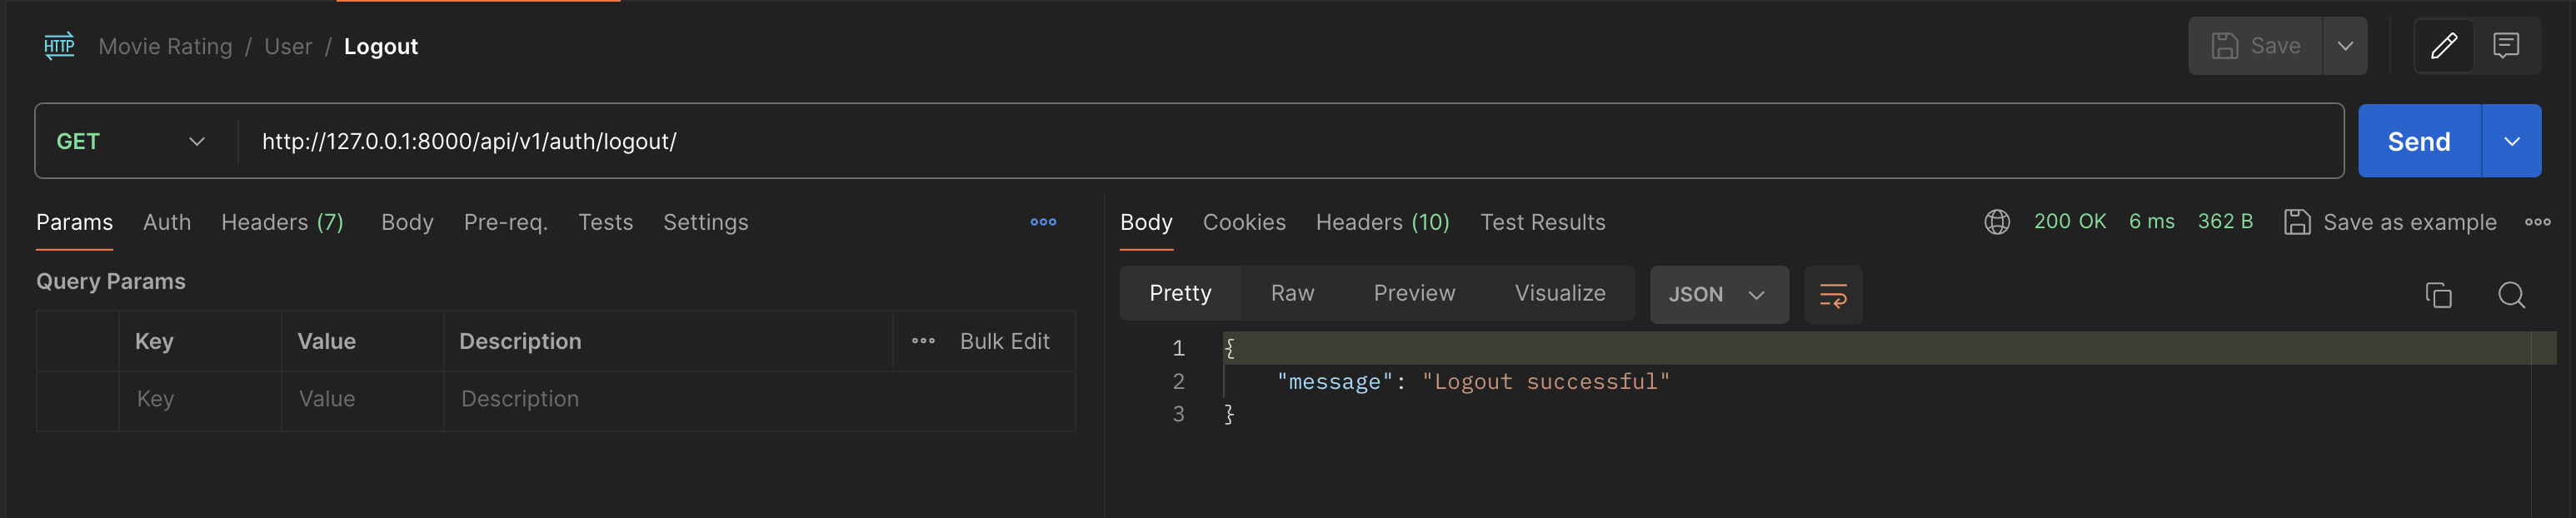 HTTP Movie Rating / User / Logout
Save
GET http://127.0.0.1:8000/api/v1/auth/logout/
Send
Params Auth Headers (7) Body Pre-req. Tests Settings
Query Params
Key Value Description Bulk Edit
Key Value Description
Body Cookies Headers (10) Test Results 200 OK 6 ms 362 B Save as example
Pretty Raw Preview Visualize JSON
1 {
2 "message": "Logout successful"
3 }